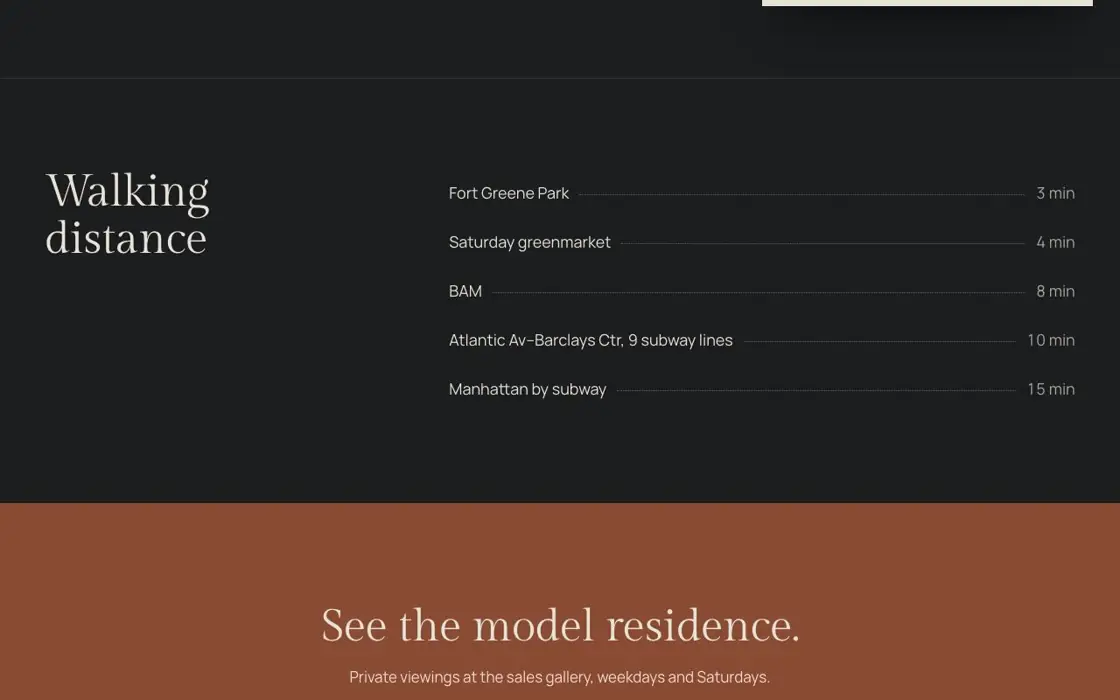 Walking
distance
Fort Greene Park 3 min
Saturday greenmarket 4 min
BAM 8 min
Atlantic Av–Barclays Ctr, 9 subway lines 10 min
Manhattan by subway 15 min
See the model residence.
Private viewings at the sales gallery, weekdays and Saturdays.